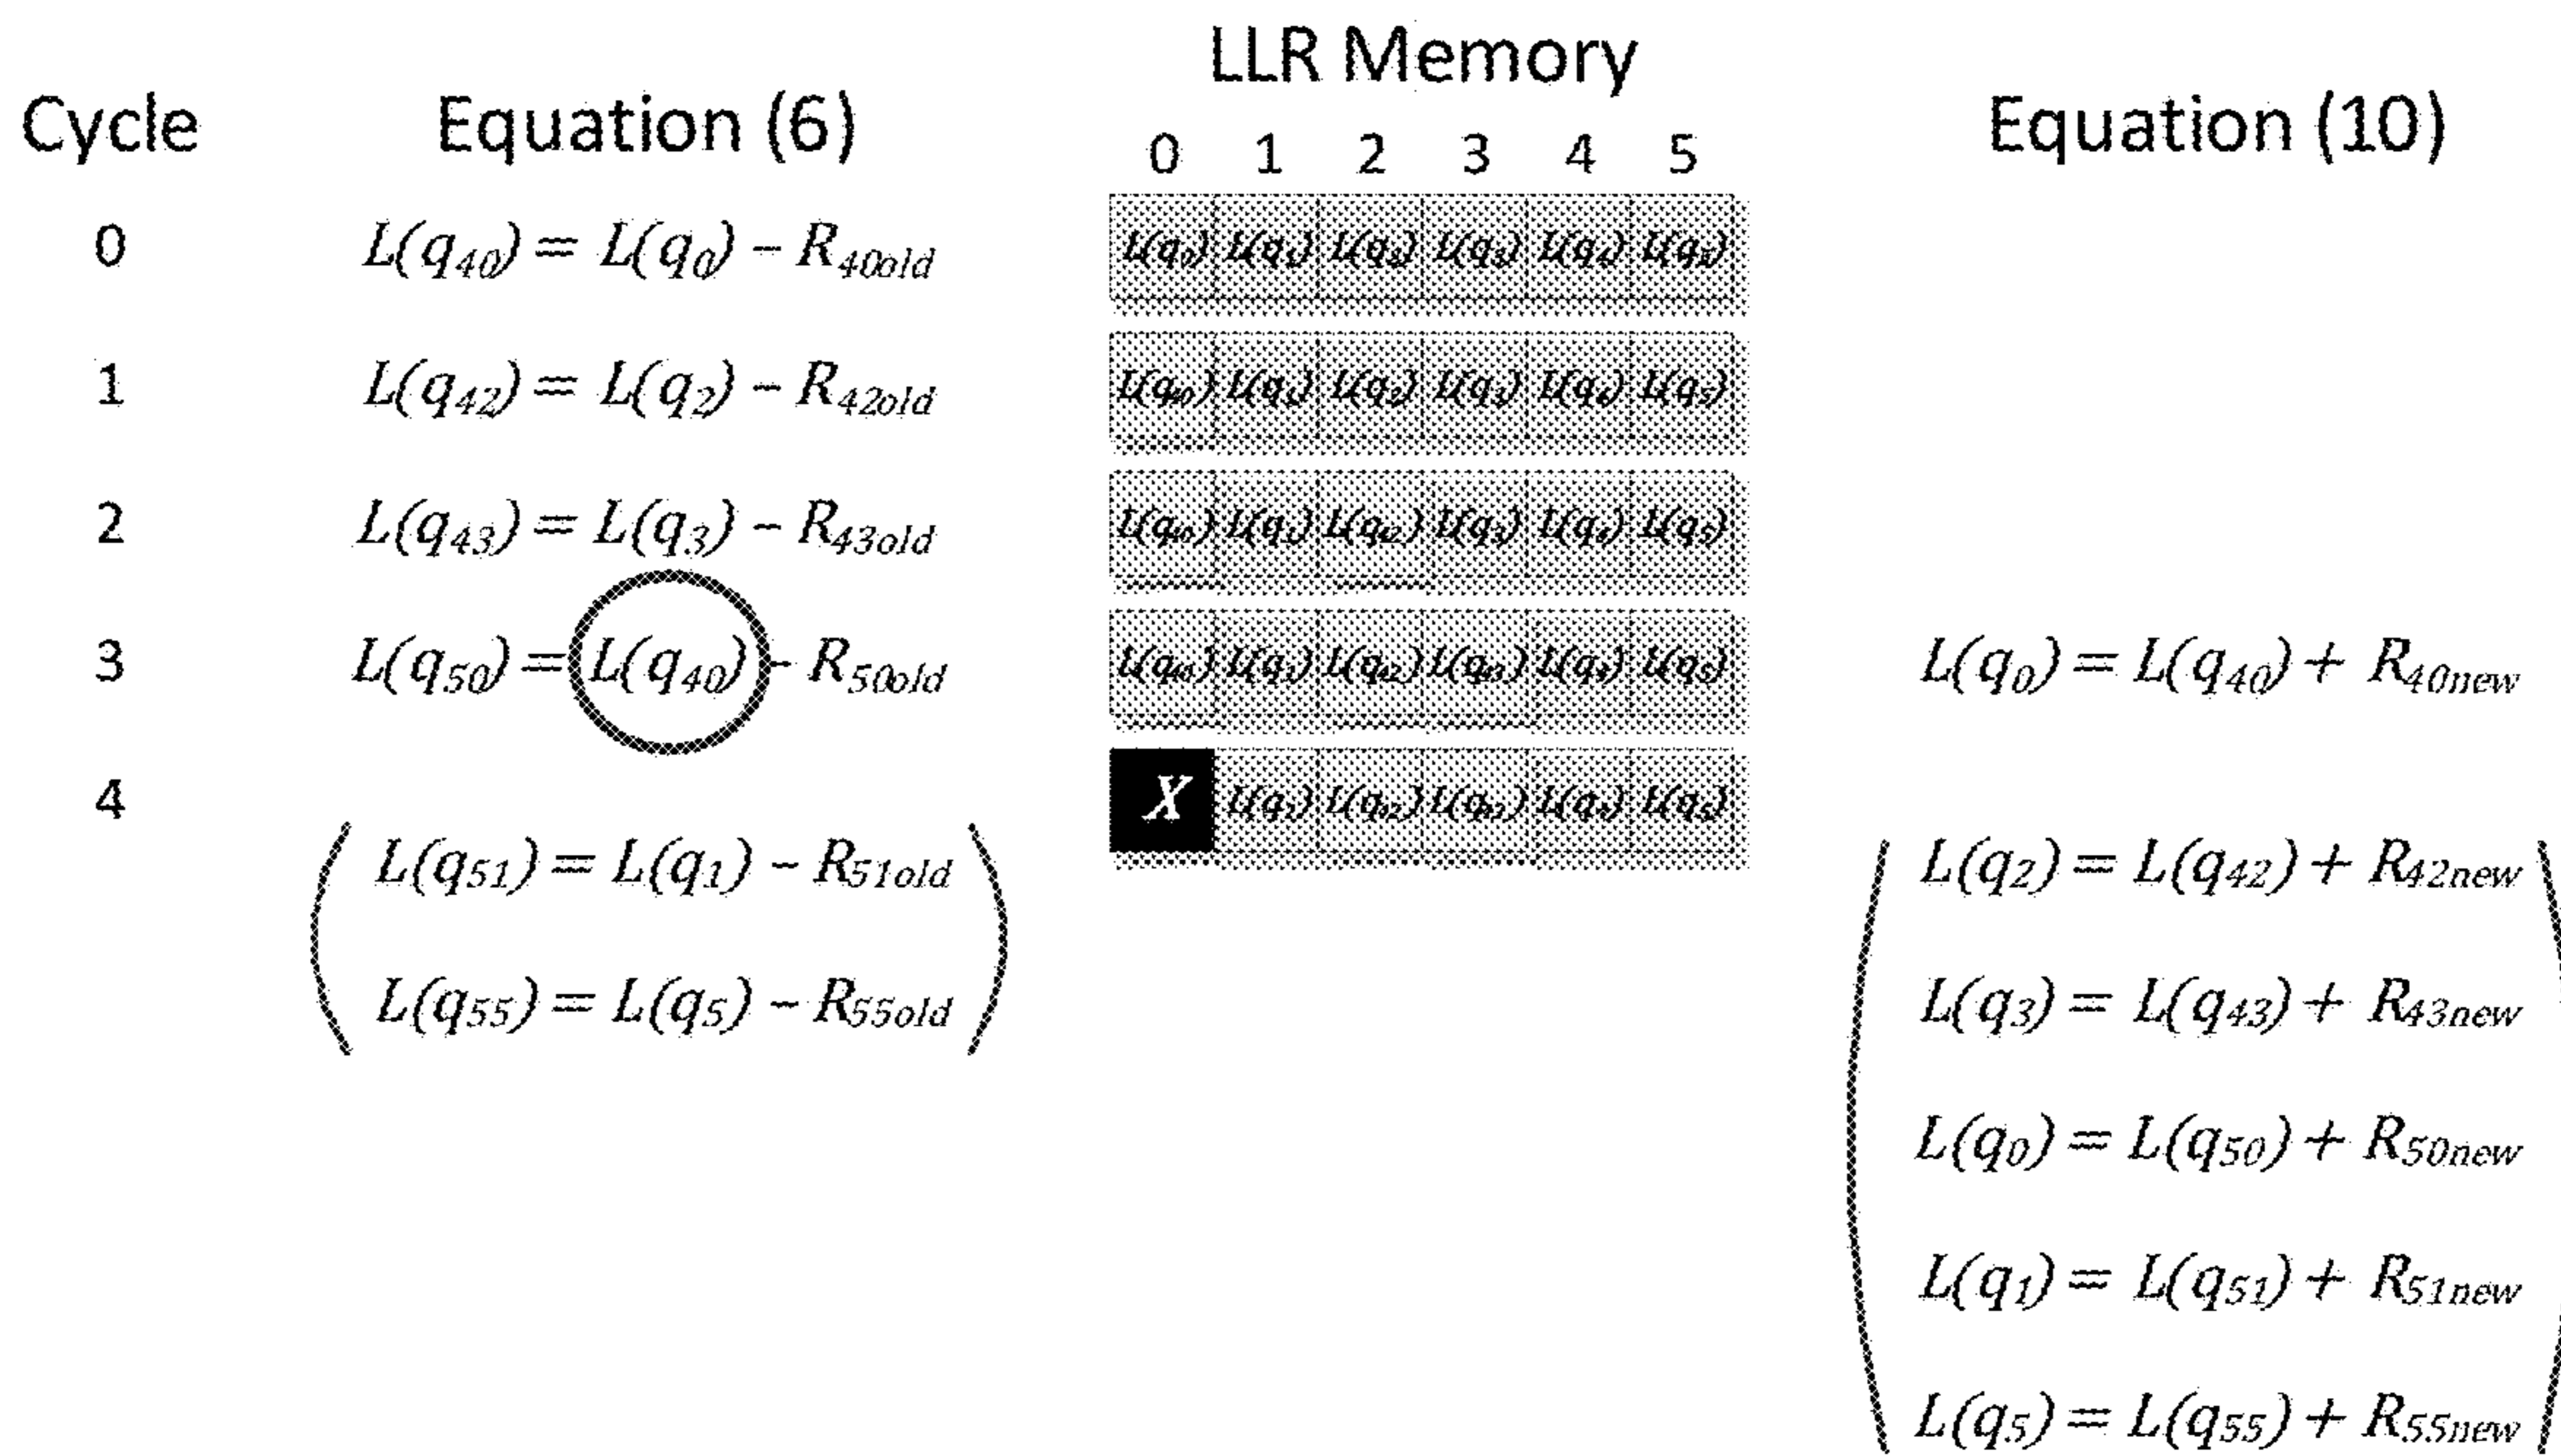 LLR Memory
Cycle Equation (6) Equation (10)
0 1 2 3 4 5
0 L(q40) = L(q0) – R40old L(q0) L(q1) L(q2) L(q3) L(q4) L(q5)
1 L(q42) = L(q2) – R42old L(q40) L(q1) L(q2) L(q3) L(q4) L(q5)
2 L(q43) = L(q3) – R43old L(q40) L(q1) L(q42) L(q3) L(q4) L(q5)
3 L(q50) = L(q40) – R50old L(q40) L(q1) L(q42) L(q43) L(q4) L(q5) L(q0) = L(q40) + R40new
4 X L(q1) L(q42) L(q43) L(q4) L(q5)
L(q51) = L(q1) – R51old L(q2) = L(q42) + R42new
L(q55) = L(q5) – R55old L(q3) = L(q43) + R43new
L(q0) = L(q50) + R50new
L(q1) = L(q51) + R51new
L(q5) = L(q55) + R55new